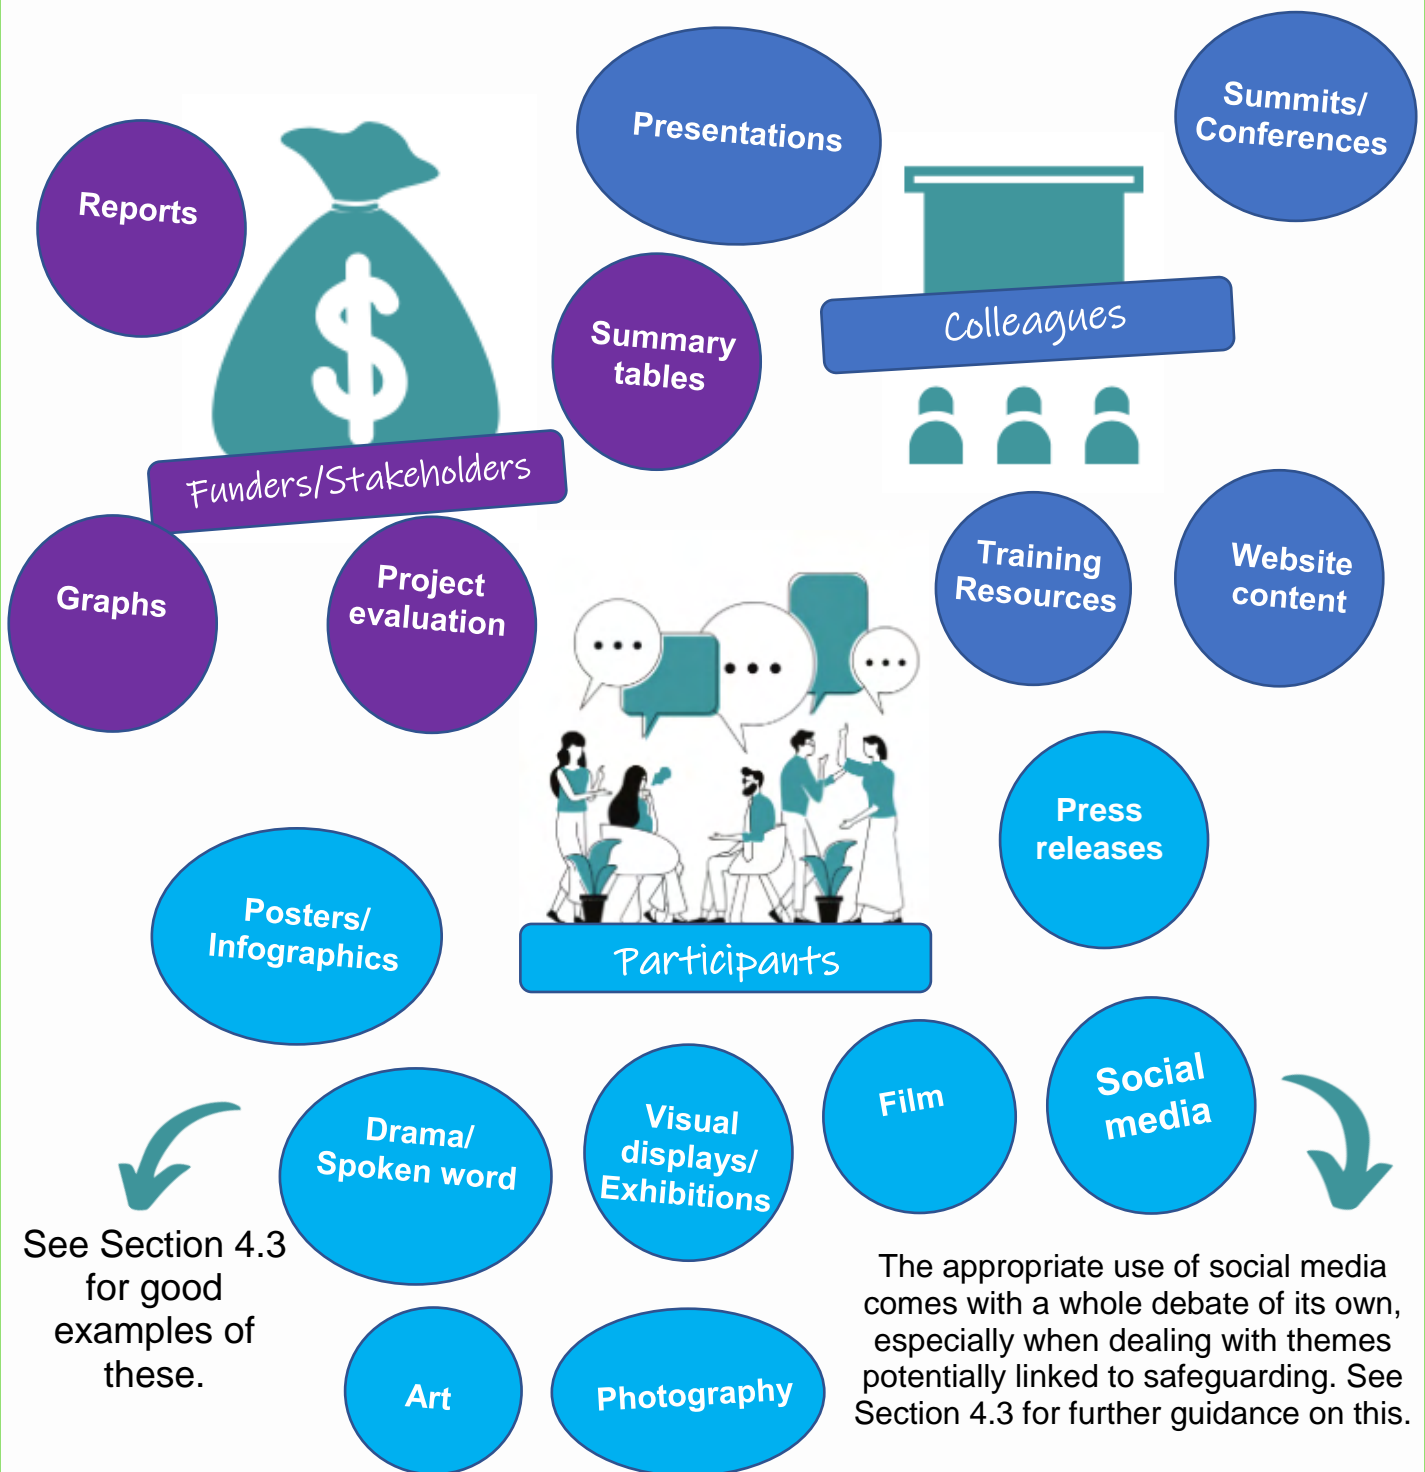 Presentations
Summits/
Conferences
Reports
$
Summary
tables
Colleagues
Funders/Stakeholders
Graphs
Project
evaluation
Training
Resources
Website
content
Press
releases
Posters/
Infographics
Participants
Drama/
Spoken word
Visual
displays/
Exhibitions
Film
Social
media
See Section 4.3
for good
examples of
these.
The appropriate use of social media
comes with a whole debate of its own,
especially when dealing with themes
potentially linked to safeguarding. See
Section 4.3 for further guidance on this.
Art
Photography